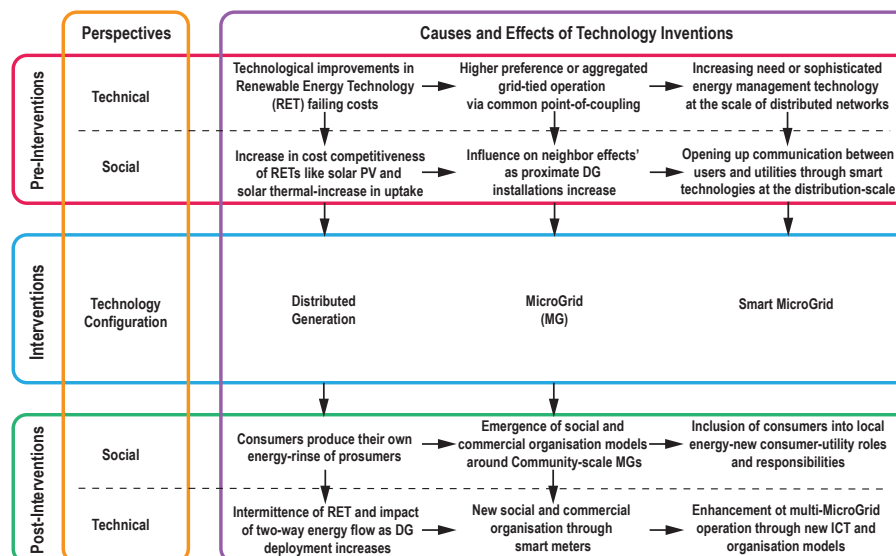 Perspectives
Causes and Effects of Technology Inventions
Pre-Interventions
Technical
Technological improvements in
Renewable Energy Technology
(RET) failing costs
Higher preference or aggregated
grid-tied operation
via common point-of-coupling
Increasing need or sophisticated
energy management technology
at the scale of distributed networks
Social
Increase in cost competitiveness
of RETs like solar PV and
solar thermal-increase in uptake
Influence on neighbor effects'
as proximate DG
installations increase
Opening up communication between
users and utilities through smart
technologies at the distribution-scale
Interventions
Technology
Configuration
Distributed
Generation
MicroGrid
(MG)
Smart MicroGrid
Post-Interventions
Social
Consumers produce their own
energy-rinse of prosumers
Emergence of social and
commercial organisation models
around Community-scale MGs
Inclusion of consumers into local
energy-new consumer-utility roles
and responsibilities
Technical
Intermittence of RET and impact
of two-way energy flow as DG
deployment increases
New social and commercial
organisation through
smart meters
Enhancement ot multi-MicroGrid
operation through new ICT and
organisation models